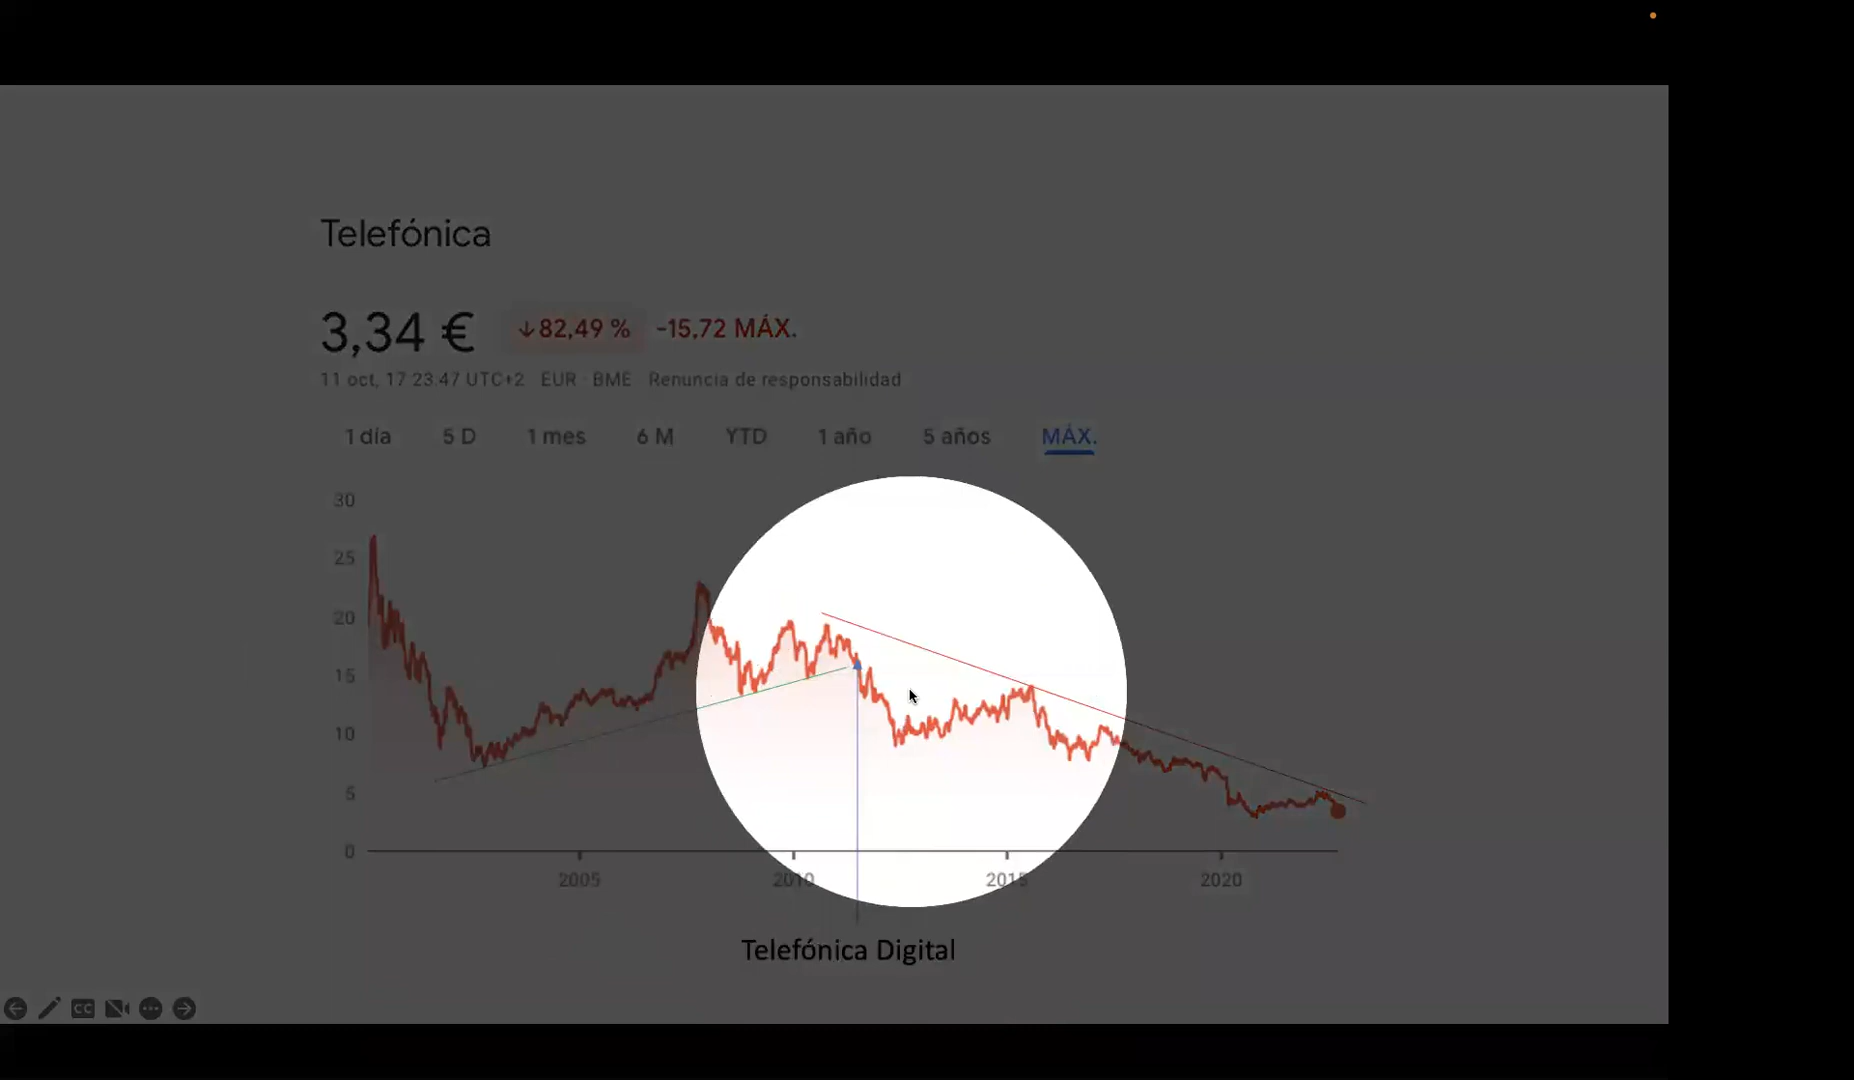 Telefónica
3,34 €
↓82,49 % -15,72 MÁX.
11 oct, 17 23:47 UTC+2 · EUR · BME · Renuncia de responsabilidad
1 día 5 D 1 mes 6 M YTD 1 año 5 años MÁX.
30
25
20
15
10
5
0
2005 2010 2015 2020
Telefónica Digital
CC